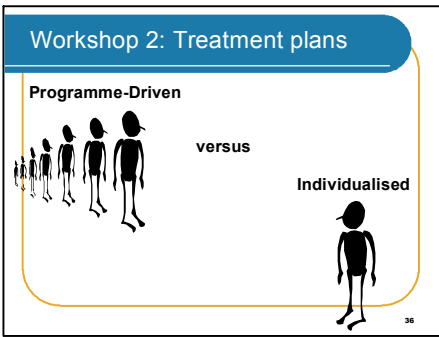 Workshop 2: Treatment plans
Programme-Driven
versus
Individualised
36